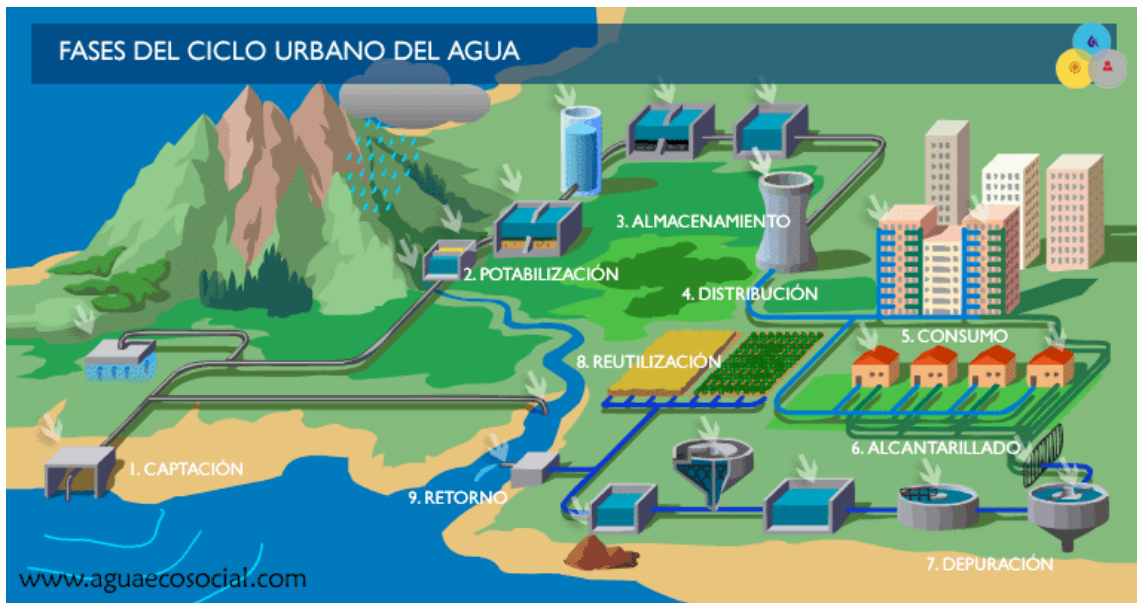 FASES DEL CICLO URBANO DEL AGUA
3. ALMACENAMIENTO
2. POTABILIZACIÓN
4. DISTRIBUCIÓN
5. CONSUMO
8. REUTILIZACIÓN
6. ALCANTARILLADO
1. CAPTACIÓN
9. RETORNO
7. DEPURACIÓN
www.aguaecosocial.com